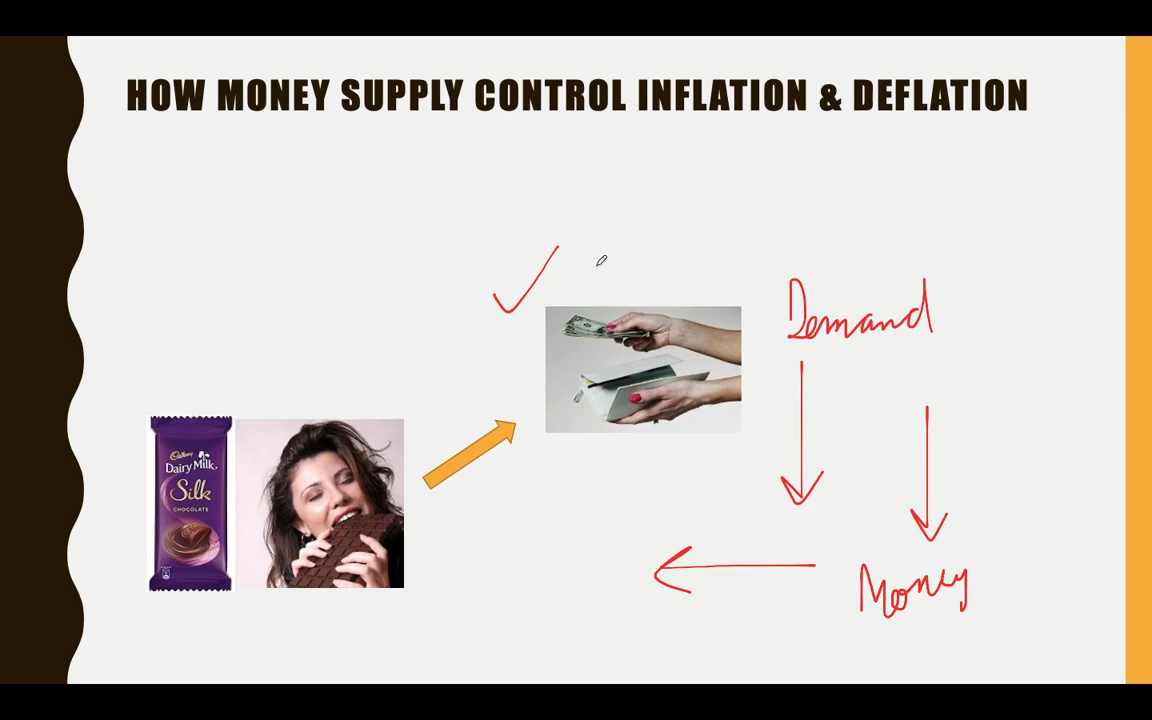 HOW MONEY SUPPLY CONTROL INFLATION & DEFLATION
Demand
Cadbury
Dairy Milk
Silk
CHOCOLATE
Money